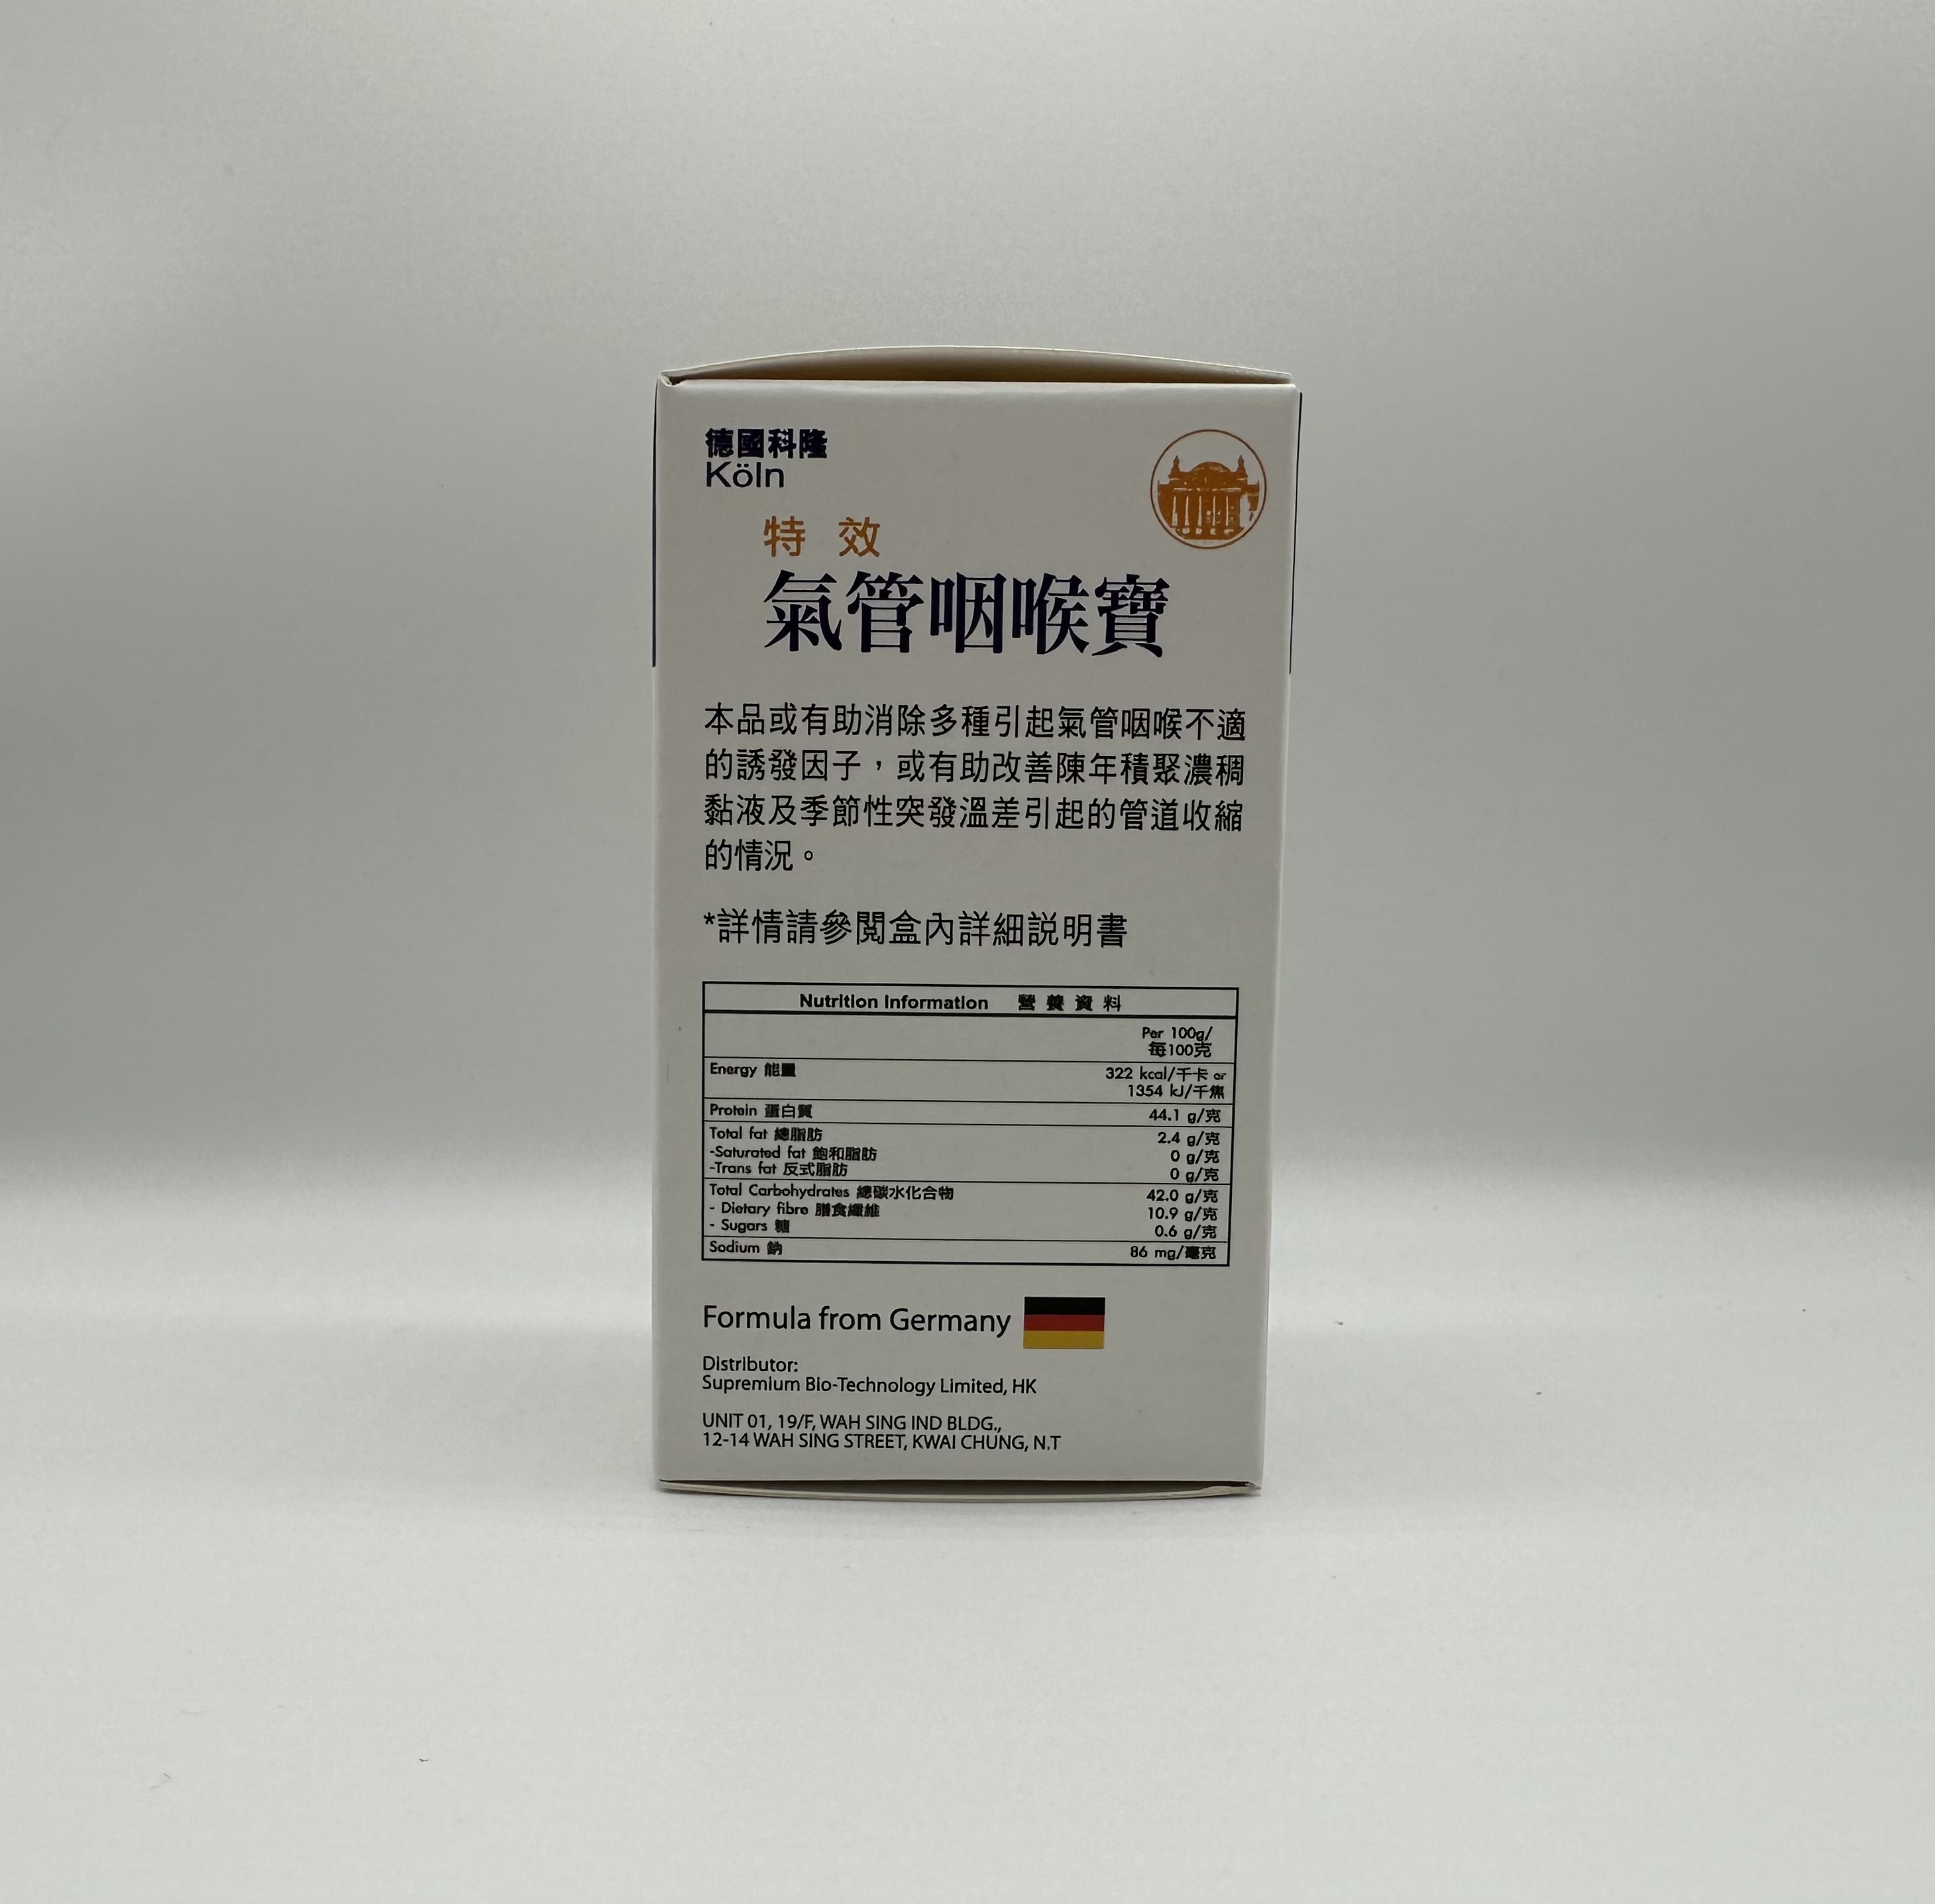 德國科隆
Köln
特效
氣管咽喉寶
本品或有助消除多種引起氣管咽喉不適
的誘發因子，或有助改善陳年積聚濃稠
黏液及季節性突發溫差引起的管道收縮
的情況。
*詳情請參閱盒內詳細說明書
Nutrition Information 營養資料
Per 100g/
每100克
Energy 能量 322 kcal/千卡 or
1354 kJ/千焦
Protein 蛋白質 44.1 g/克
Total fat 總脂肪 2.4 g/克
-Saturated fat 飽和脂肪 0 g/克
-Trans fat 反式脂肪 0 g/克
Total Carbohydrates 總碳水化合物 42.0 g/克
- Dietary fibre 膳食纖維 10.9 g/克
- Sugars 糖 0.6 g/克
Sodium 鈉 86 mg/毫克
Formula from Germany
Distributor:
Supremium Bio-Technology Limited, HK
UNIT 01, 19/F, WAH SING IND BLDG.,
12-14 WAH SING STREET, KWAI CHUNG, N.T